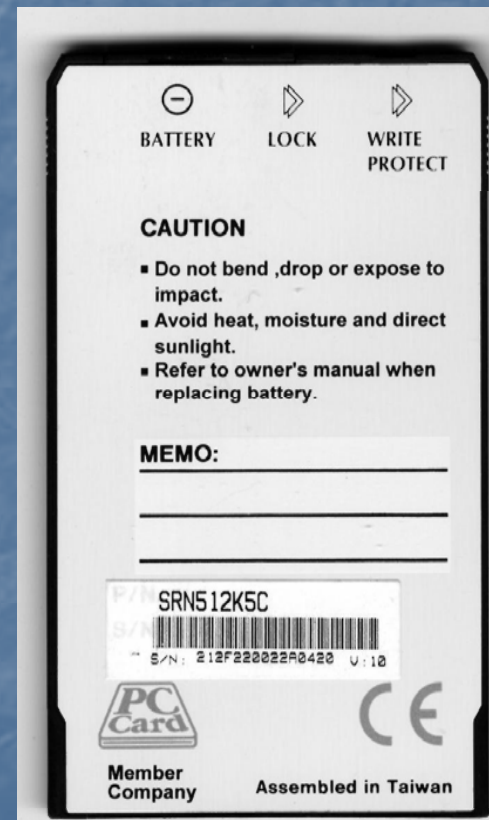 BATTERY LOCK WRITE PROTECT
CAUTION
▪ Do not bend ,drop or expose to
impact.
▪ Avoid heat, moisture and direct
sunlight.
▪ Refer to owner's manual when
replacing battery.
MEMO:
P/N
SRN512K5C
S/N
S/N: 212F220022A0420 V:10
PC
Card
CE
Member
Company
Assembled in Taiwan